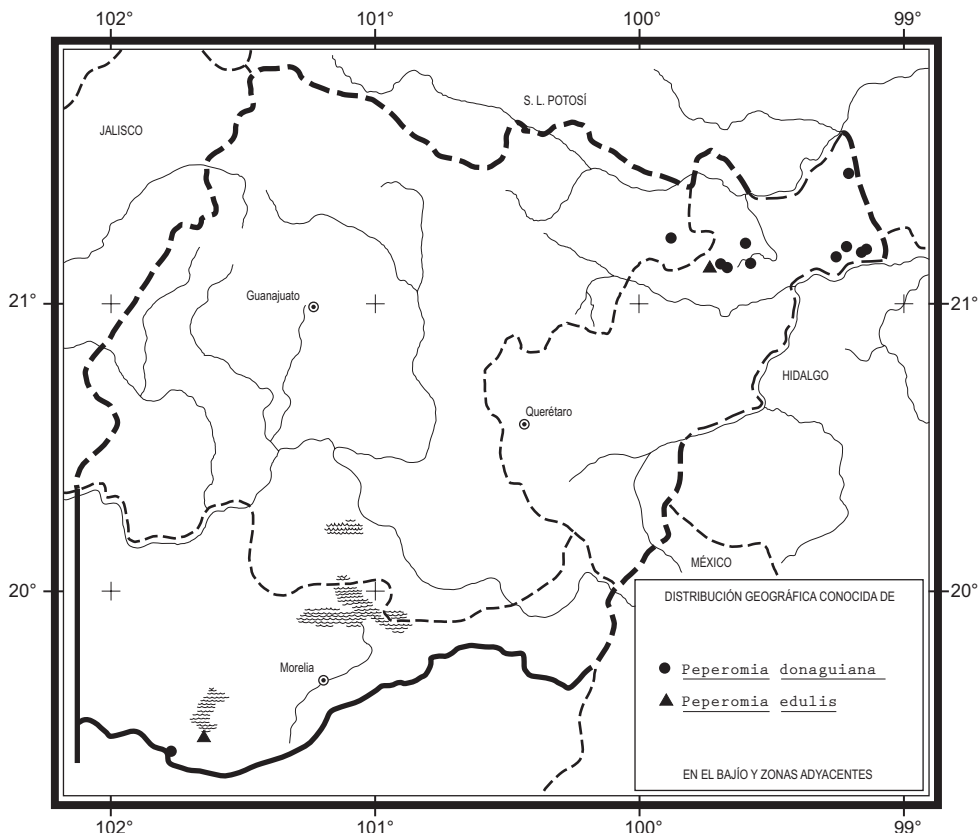 102° 101° 100° 99°
S. L. POTOSÍ
JALISCO
Guanajuato
21° 21°
HIDALGO
Querétaro
MÉXICO
20° 20°
DISTRIBUCIÓN GEOGRÁFICA CONOCIDA DE
Peperomia donaguiana
Morelia
Peperomia edulis
EN EL BAJÍO Y ZONAS ADYACENTES
102° 101° 100° 99°